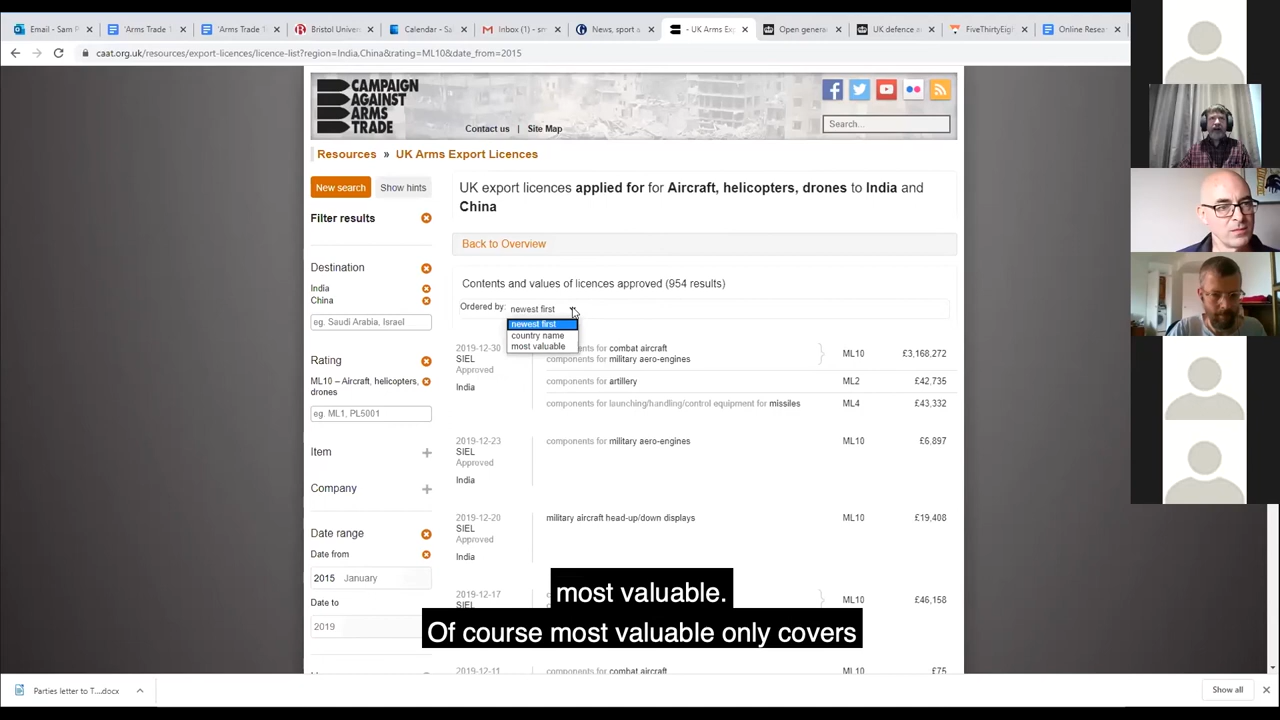 Email - Sam P
'Arms Trade 1
'Arms Trade 1
Bristol Univers
Calendar - Sa
Inbox (1) - sm
News, sport a
- UK Arms Exp
Open general
UK defence a
FiveThirtyEigh
Online Resea
caat.org.uk/resources/export-licences/licence-list?region=India,China&rating=ML10&date_from=2015
CAMPAIGN
AGAINST
ARMS
TRADE
Contact us | Site Map
Search...
Resources » UK Arms Export Licences
New search
Show hints
Filter results
Destination
India
China
eg. Saudi Arabia, Israel
Rating
ML10 – Aircraft, helicopters,
drones
eg. ML1, PL5001
Item
Company
Date range
Date from
2015 January
Date to
2019
UK export licences applied for for Aircraft, helicopters, drones to India and
China
Back to Overview
Contents and values of licences approved (954 results)
Ordered by: newest first
newest first
country name
most valuable
2019-12-30
SIEL
Approved
India
components for combat aircraft
components for military aero-engines
ML10 £3,168,272
components for artillery ML2 £42,735
components for launching/handling/control equipment for missiles ML4 £43,332
2019-12-23
SIEL
Approved
India
components for military aero-engines ML10 £6,897
2019-12-20
SIEL
Approved
India
military aircraft head-up/down displays ML10 £19,408
2019-12-17
SIEL
£46,158
2019-12-11
components for combat aircraft ML10 £75
most valuable.
Of course most valuable only covers
Parties letter to T....docx
Show all